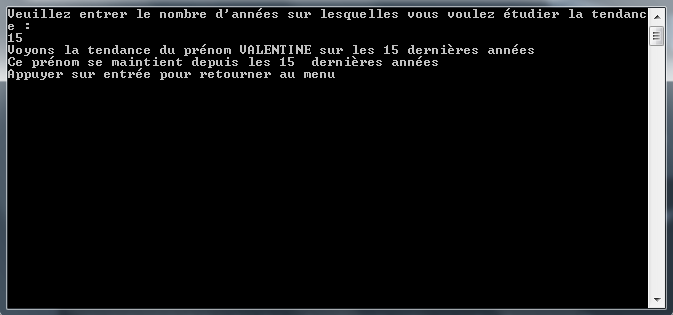 Veuillez entrer le nombre d'années sur lesquelles vous voulez étudier la tendanc
e :
15
Voyons la tendance du prénom VALENTINE sur les 15 dernières années
Ce prénom se maintient depuis les 15  dernières années
Appuyer sur entrée pour retourner au menu